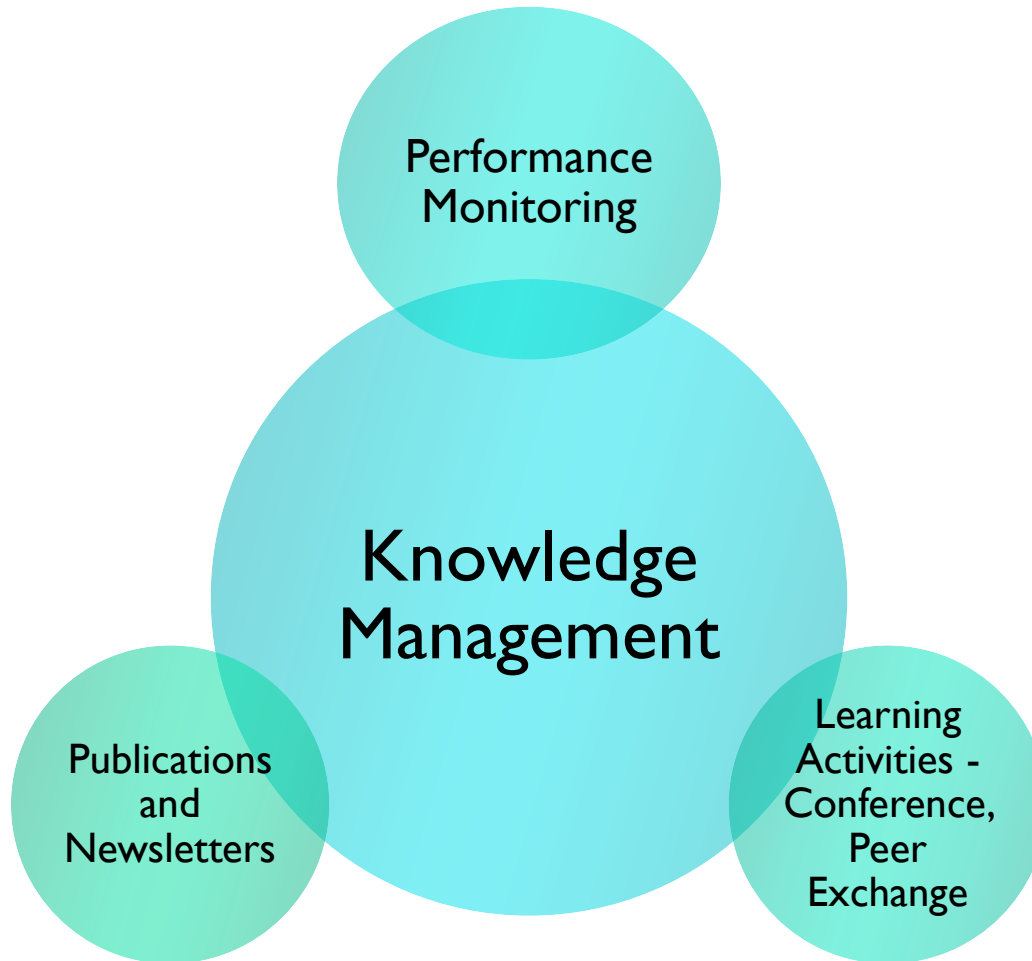 Performance
Monitoring
Knowledge
Management
Publications
and
Newsletters
Learning
Activities -
Conference,
Peer
Exchange